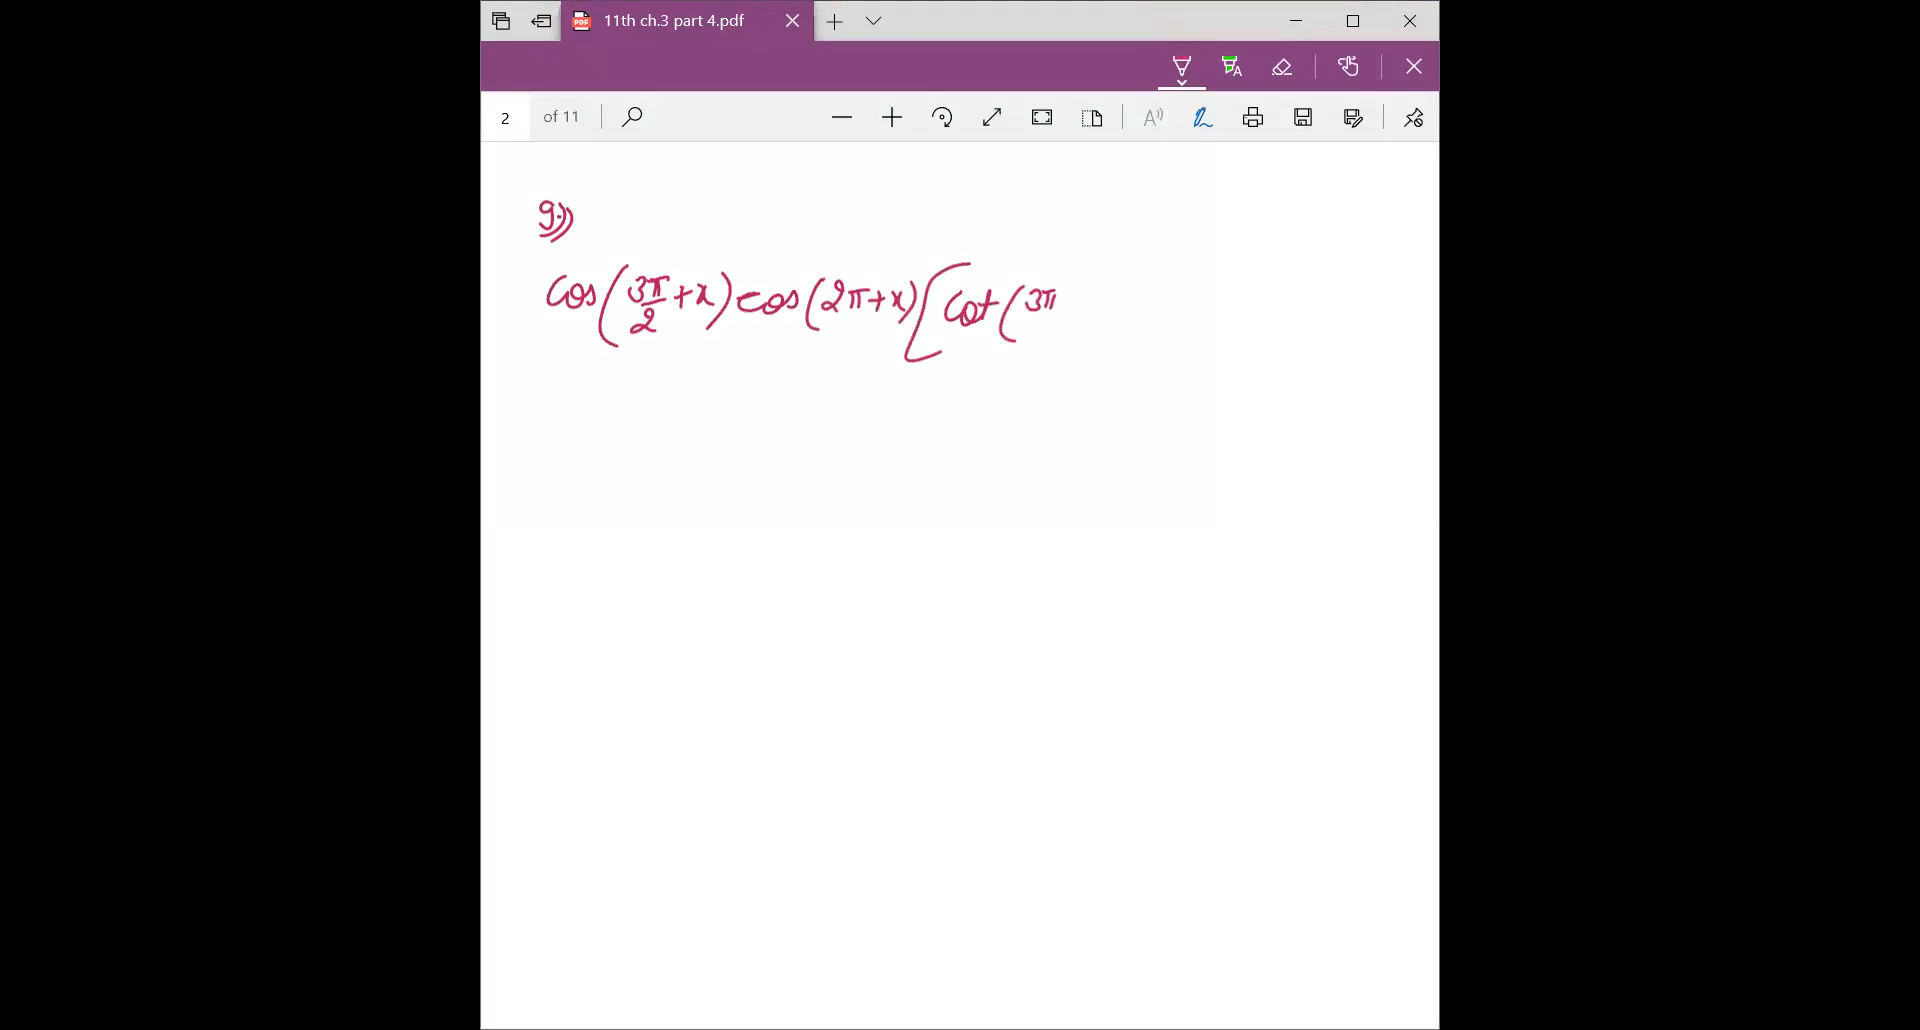 11th ch.3 part 4.pdf
2 of 11
9.)
cos(3π/2+x)cos(2π+x)[cot(3π